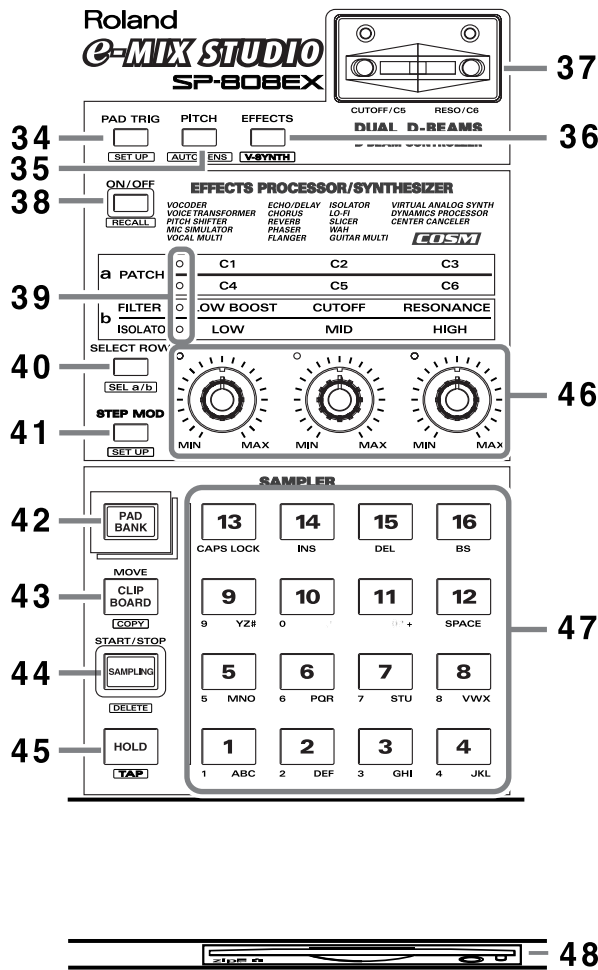 Roland
e-MIX STUDIO
SP-808EX
37
CUTOFF/C5 RESO/C6
DUAL D-BEAMS
D-BEAM CONTROLLER
34 PAD TRIG PITCH EFFECTS 36
35 SET UP V-SYNTH
38 ON/OFF
RECALL
EFFECTS PROCESSOR/SYNTHESIZER
VOCODER ECHO/DELAY ISOLATOR VIRTUAL ANALOG SYNTH
VOICE TRANSFORMER CHORUS LO-FI DYNAMICS PROCESSOR
PITCH SHIFTER REVERB SLICER CENTER CANCELER
MIC SIMULATOR PHASER WAH
VOCAL MULTI FLANGER GUITAR MULTI COSM
39
a PATCH C1 C2 C3
C4 C5 C6
b FILTER LOW BOOST CUTOFF RESONANCE
ISOLATO LOW MID HIGH
40 SELECT ROW
SEL a/b
41 STEP MOD
SET UP
MIN MAX MIN MAX MIN MAX
46
SAMPLER
42 PAD BANK
13 14 15 16
CAPS LOCK INS DEL BS
43 MOVE
CLIP BOARD
COPY
9 10 11 12
9 YZ# 0 + SPACE
47
44 START/STOP
SAMPLING
DELETE
5 6 7 8
5 MNO 6 PQR 7 STU 8 VWX
45 HOLD
TAP
1 2 3 4
1 ABC 2 DEF 3 GHI 4 JKL
48
zip